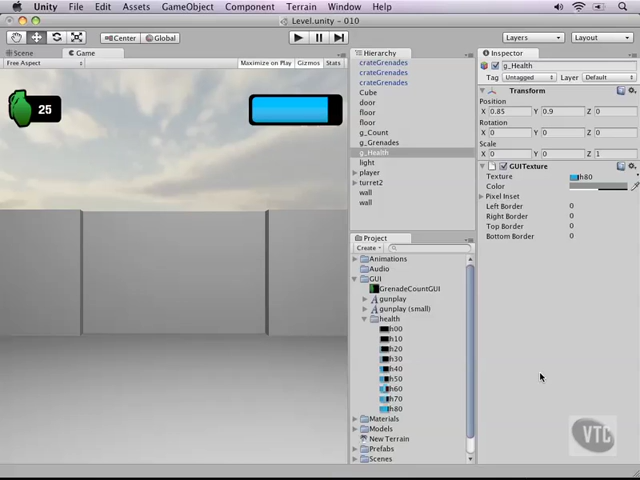 Unity File Edit Assets GameObject Component Terrain Window Help
Level.unity - 010
Center Global Layers Layout
Scene Game
Free Aspect Maximize on Play Gizmos Stats
25
Hierarchy
crateGrenades
crateGrenades
crateGrenades
Cube
door
floor
floor
g_Count
g_Grenades
g_Health
light
player
turret2
wall
wall
Project
Create
Animations
Audio
GUI
GrenadeCountGUI
gunplay
gunplay (small)
health
h00
h10
h20
h30
h40
h50
h60
h70
h80
Materials
Models
New Terrain
Prefabs
Scenes
Inspector
g_Health
Tag Untagged Layer Default
Transform
Position
X 0.85 Y 0.9 Z 0
Rotation
X 0 Y 0 Z 0
Scale
X 0 Y 0 Z 1
GUITexture
Texture h80
Color
Pixel Inset
Left Border 0
Right Border 0
Top Border 0
Bottom Border 0
VTC